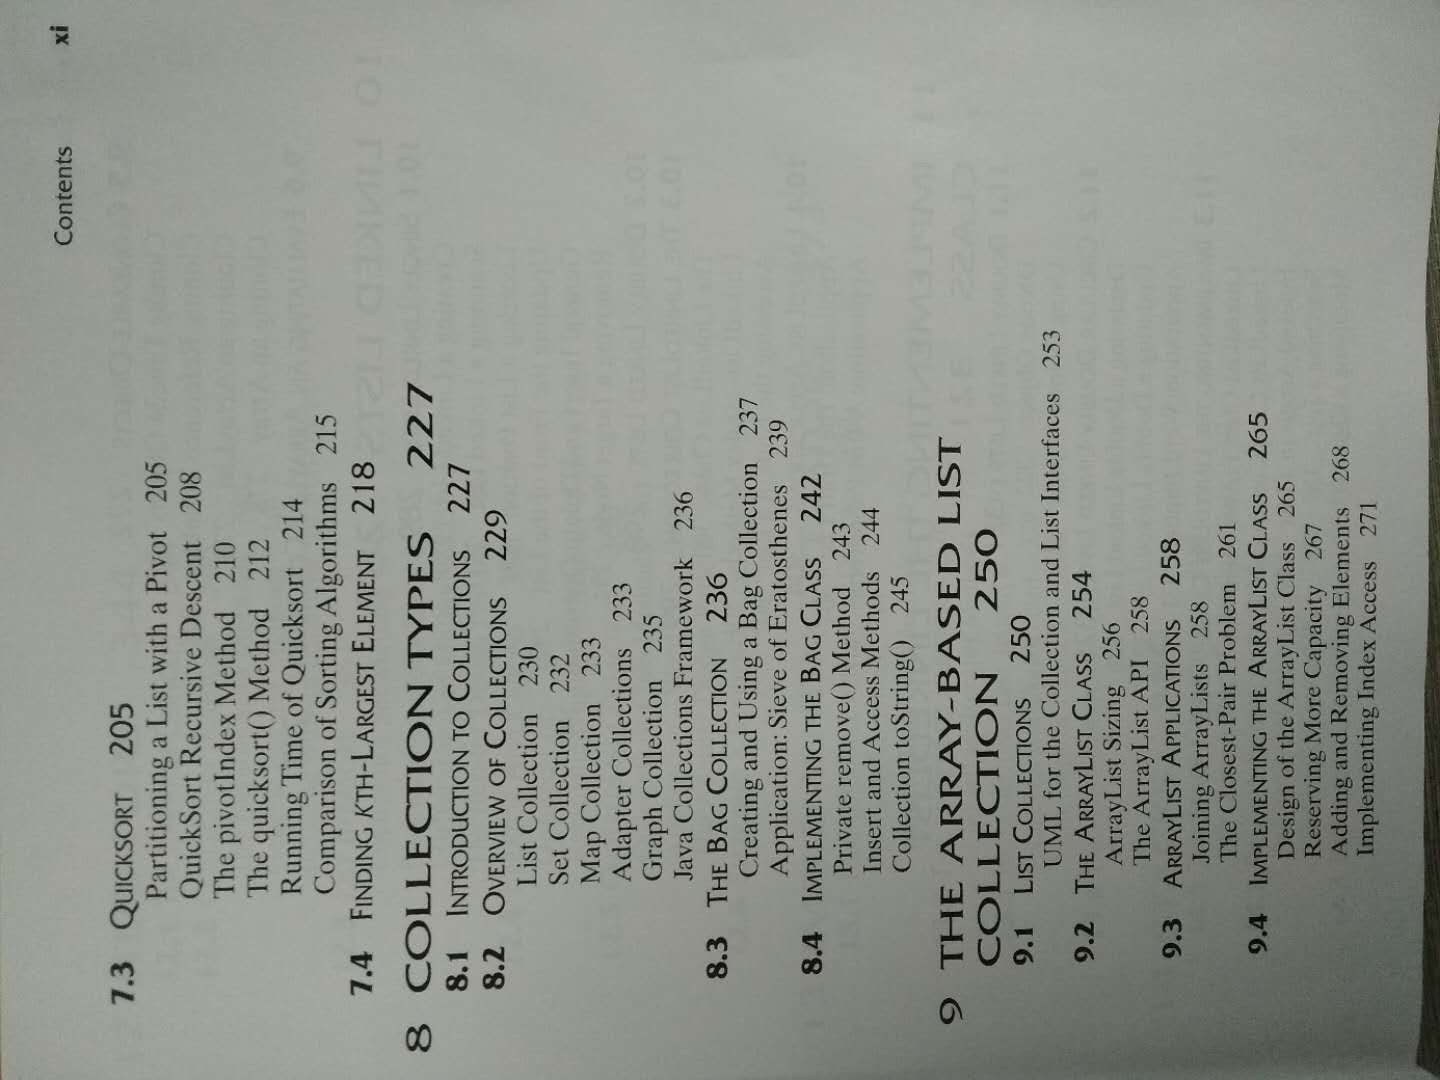 Contents xi
7.3 QUICKSORT 205
Partitioning a List with a Pivot 205
QuickSort Recursive Descent 208
The pivotIndex Method 210
The quicksort() Method 212
Running Time of Quicksort 214
Comparison of Sorting Algorithms 215
7.4 FINDING KTH-LARGEST ELEMENT 218
8 COLLECTION TYPES 227
8.1 INTRODUCTION TO COLLECTIONS 227
8.2 OVERVIEW OF COLLECTIONS 229
List Collection 230
Set Collection 232
Map Collection 233
Adapter Collections 233
Graph Collection 235
Java Collections Framework 236
8.3 THE BAG COLLECTION 236
Creating and Using a Bag Collection 237
Application: Sieve of Eratosthenes 239
8.4 IMPLEMENTING THE BAG CLASS 242
Private remove() Method 243
Insert and Access Methods 244
Collection toString() 245
9 THE ARRAY-BASED LIST
COLLECTION 250
9.1 LIST COLLECTIONS 250
UML for the Collection and List Interfaces 253
9.2 THE ARRAYLIST CLASS 254
ArrayList Sizing 256
The ArrayList API 258
9.3 ARRAYLIST APPLICATIONS 258
Joining ArrayLists 258
The Closest-Pair Problem 261
9.4 IMPLEMENTING THE ARRAYLIST CLASS 265
Design of the ArrayList Class 265
Reserving More Capacity 267
Adding and Removing Elements 268
Implementing Index Access 271